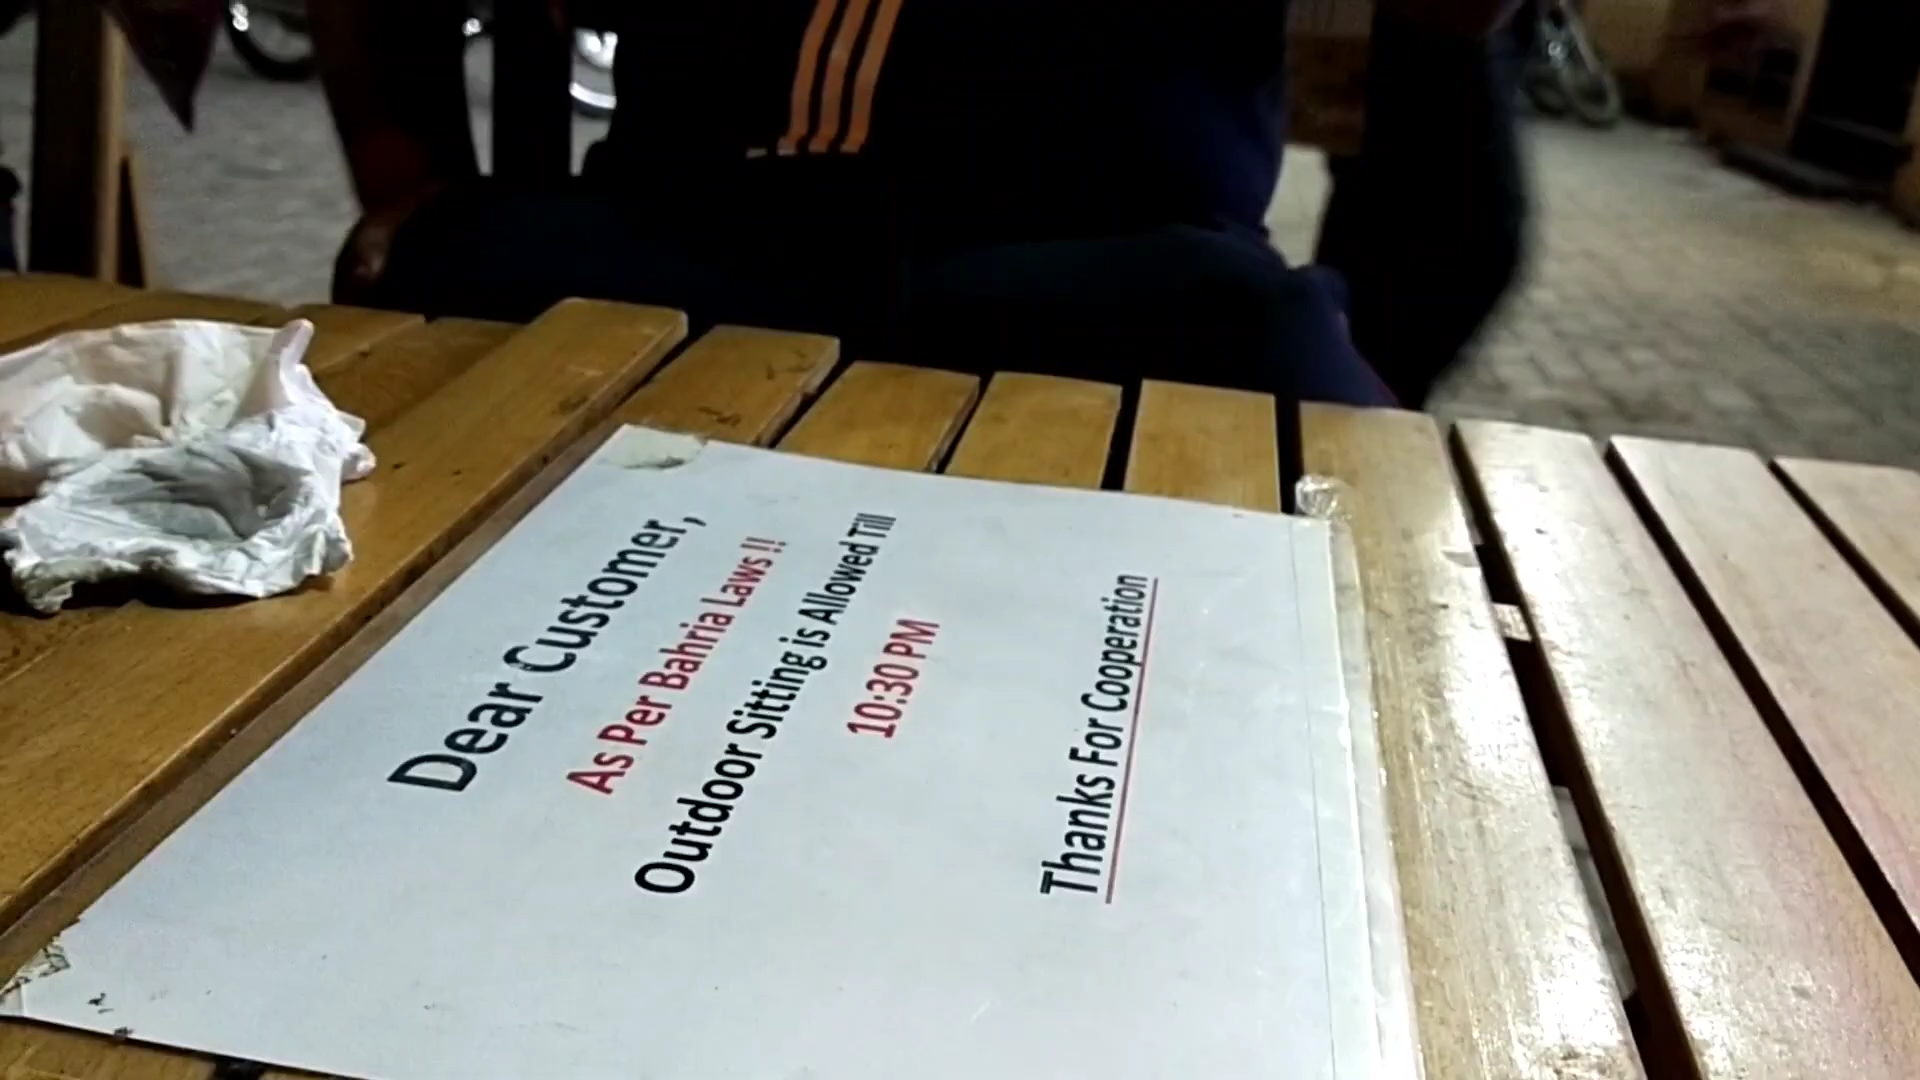 Dear Customer,
As Per Bahria Laws !!
Outdoor Sitting is Allowed Till
10:30 PM
Thanks For Cooperation